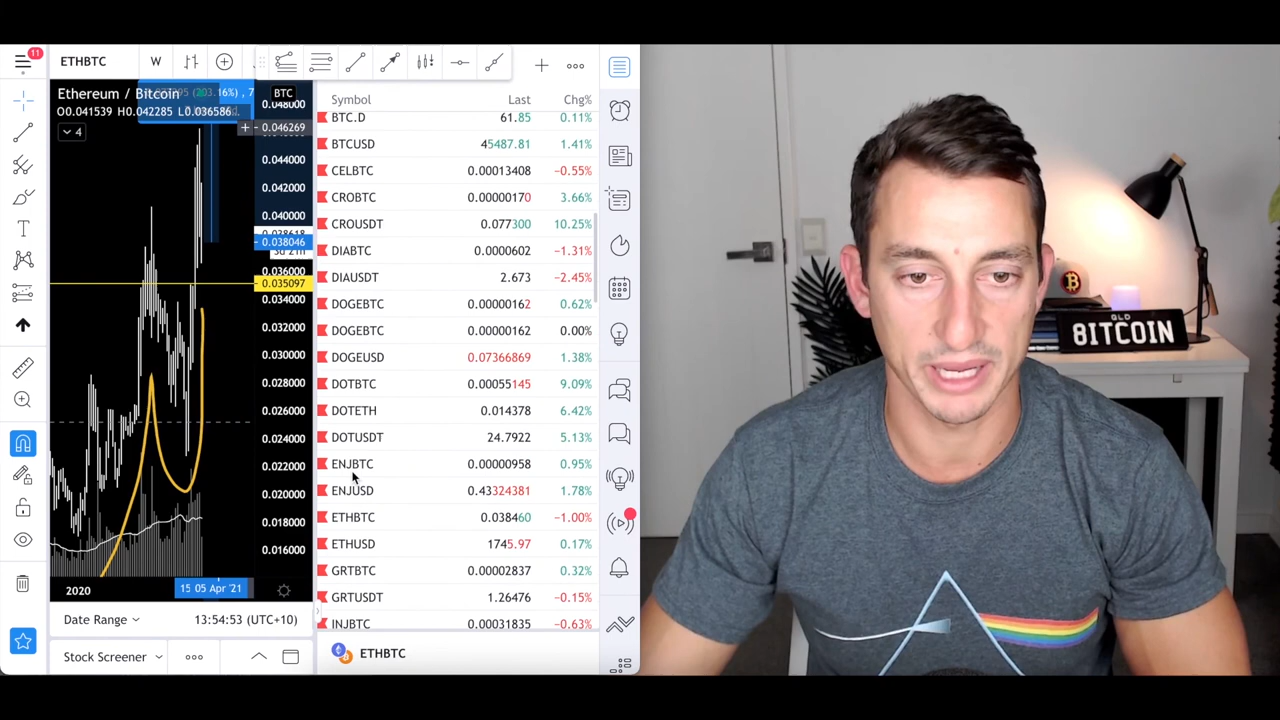 11
ETHBTC
W
Ethereum / Bitcoin
O0.041539 H0.042285 L0.036586
4
BTC
0.048000
0.046269
0.044000
0.042000
0.040000
0.038046
0.036000
0.035097
0.034000
0.032000
0.030000
0.028000
0.026000
0.024000
0.022000
0.020000
0.018000
0.016000
2020
15 05 Apr '21
Date Range
13:54:53 (UTC+10)
Stock Screener
Symbol Last Chg%
BTC.D 61.85 0.11%
BTCUSD 45487.81 1.41%
CELBTC 0.00013408 −0.55%
CROBTC 0.00000170 3.66%
CROUSDT 0.077300 10.25%
DIABTC 0.0000602 −1.31%
DIAUSDT 2.673 −2.45%
DOGEBTC 0.00000162 0.62%
DOGEBTC 0.00000162 0.00%
DOGEUSD 0.07366869 1.38%
DOTBTC 0.00055145 9.09%
DOTETH 0.014378 6.42%
DOTUSDT 24.7922 5.13%
ENJBTC 0.00000958 0.95%
ENJUSD 0.43324381 1.78%
ETHBTC 0.038460 −1.00%
ETHUSD 1745.97 0.17%
GRTBTC 0.00002837 0.32%
GRTUSDT 1.26476 −0.15%
INJBTC 0.00031835 −0.63%
ETHBTC
QLD
8ITCOIN